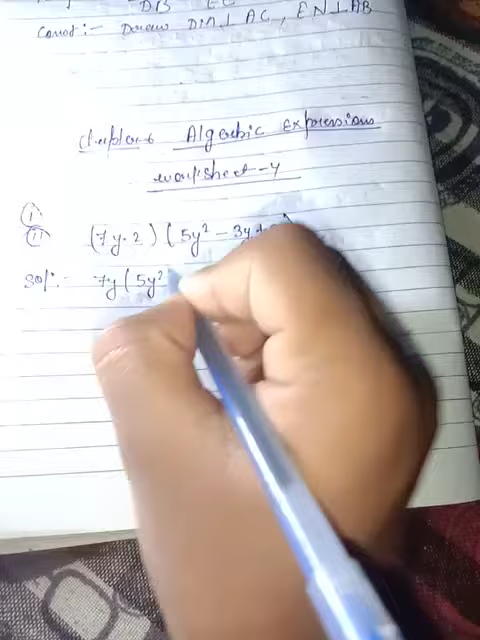 Const:- Draw DM⊥AC, EN⊥AB
Chapter-6 Algebic Expressions
worksheet-4
(i)
(ii) (7y-2) (5y² - 3y +
Sol:- 7y (5y²